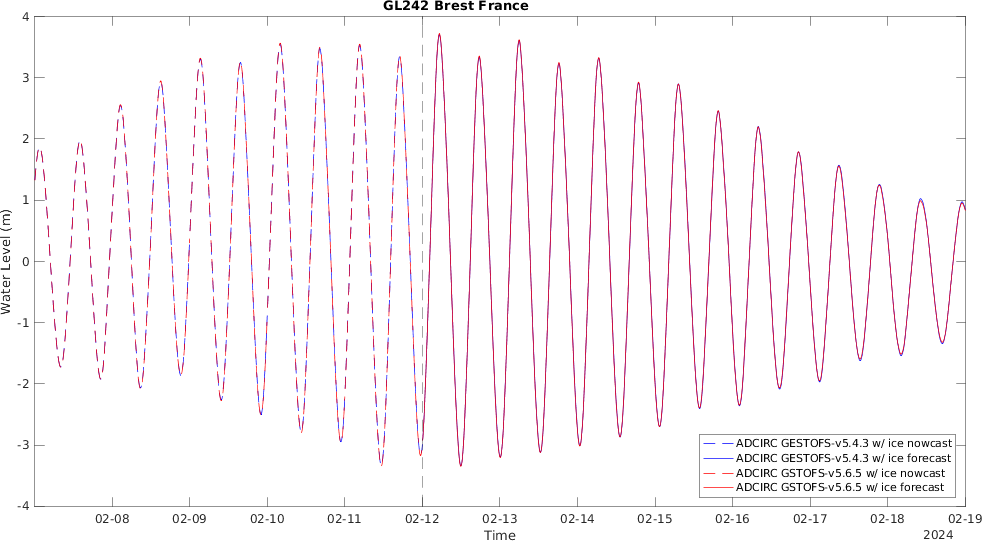 GL242 Brest France
Water Level (m)
4
3
2
1
0
-1
-2
-3
-4
ADCIRC GESTOFS-v5.4.3 w/ ice nowcast
ADCIRC GESTOFS-v5.4.3 w/ ice forecast
ADCIRC GSTOFS-v5.6.5 w/ ice nowcast
ADCIRC GSTOFS-v5.6.5 w/ ice forecast
02-08 02-09 02-10 02-11 02-12 02-13 02-14 02-15 02-16 02-17 02-18 02-19
Time
2024